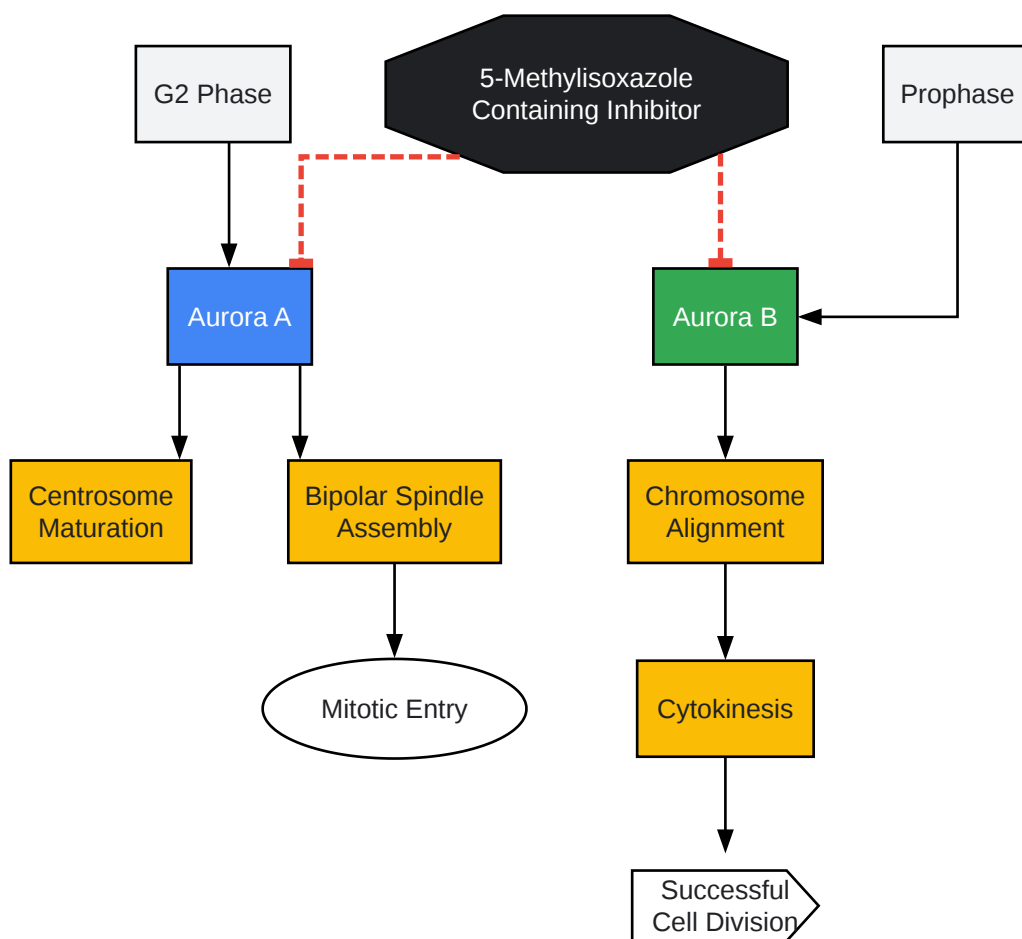 G2 Phase
5-Methylisoxazole
Containing Inhibitor
Prophase
Aurora A
Aurora B
Centrosome
Maturation
Bipolar Spindle
Assembly
Chromosome
Alignment
Mitotic Entry
Cytokinesis
Successful
Cell Division